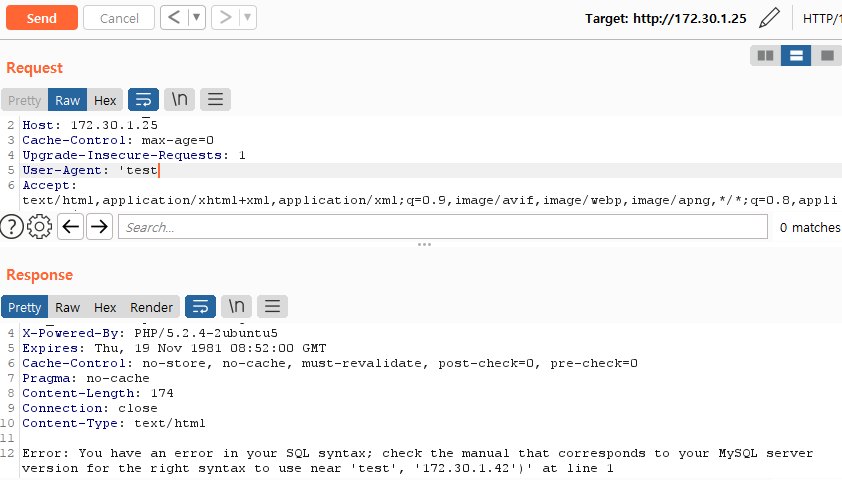 Send Cancel < ▼ > ▼ Target: http://172.30.1.25 HTTP/1
Request
Pretty Raw Hex \n
2 Host: 172.30.1.25
3 Cache-Control: max-age=0
4 Upgrade-Insecure-Requests: 1
5 User-Agent: 'test
6 Accept:
text/html,application/xhtml+xml,application/xml;q=0.9,image/avif,image/webp,image/apng,*/*;q=0.8,appli
? Search... 0 matches
Response
Pretty Raw Hex Render \n
4 X-Powered-By: PHP/5.2.4-2ubuntu5
5 Expires: Thu, 19 Nov 1981 08:52:00 GMT
6 Cache-Control: no-store, no-cache, must-revalidate, post-check=0, pre-check=0
7 Pragma: no-cache
8 Content-Length: 174
9 Connection: close
10 Content-Type: text/html
11
12 Error: You have an error in your SQL syntax; check the manual that corresponds to your MySQL server
version for the right syntax to use near 'test', '172.30.1.42')' at line 1